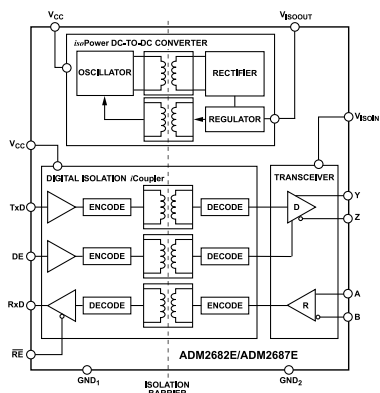 VCC
VISOOUT
isoPower DC-TO-DC CONVERTER
OSCILLATOR
RECTIFIER
REGULATOR
VISOIN
VCC
DIGITAL ISOLATION iCoupler
TRANSCEIVER
TxD
ENCODE
DECODE
D
Y
Z
DE
ENCODE
DECODE
RxD
DECODE
ENCODE
R
A
B
RE
ADM2682E/ADM2687E
GND1
GND2
ISOLATION
BARRIER